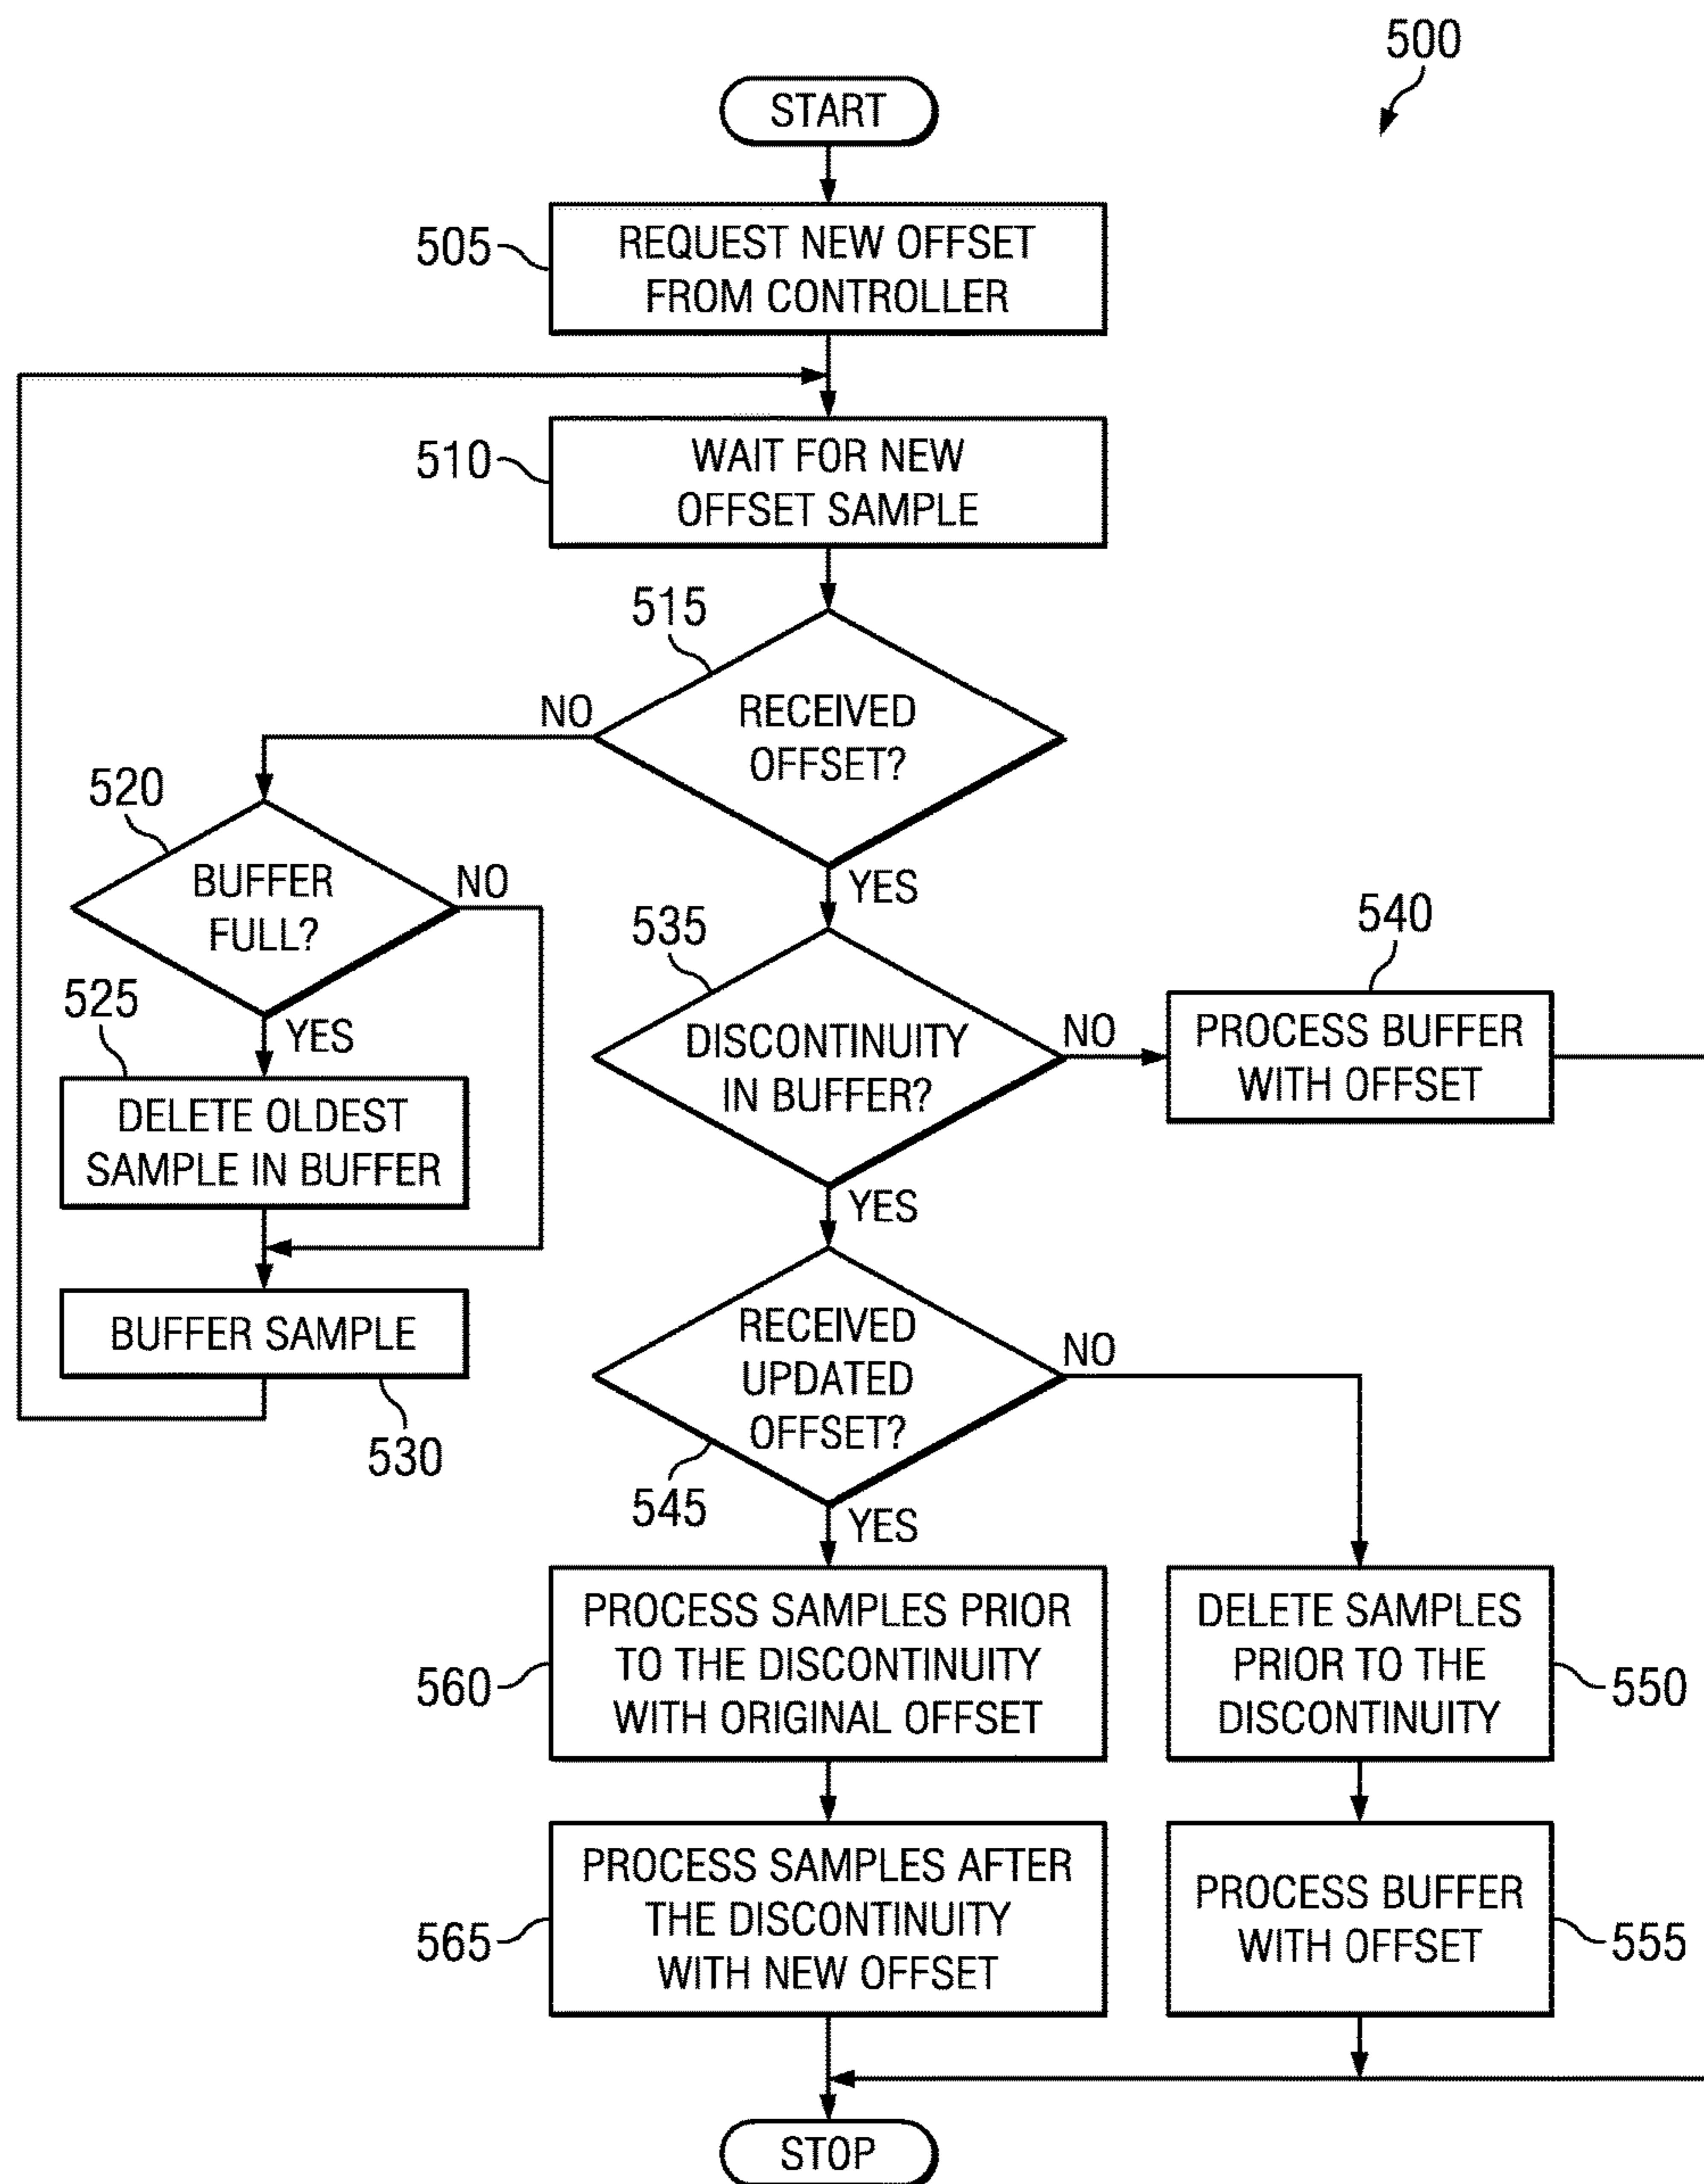 500
START
505
REQUEST NEW OFFSET
FROM CONTROLLER
510
WAIT FOR NEW
OFFSET SAMPLE
515
RECEIVED
OFFSET?
NO
YES
520
BUFFER
FULL?
NO
YES
525
DELETE OLDEST
SAMPLE IN BUFFER
BUFFER SAMPLE
530
535
DISCONTINUITY
IN BUFFER?
NO
YES
540
PROCESS BUFFER
WITH OFFSET
RECEIVED
UPDATED
OFFSET?
545
NO
YES
560
PROCESS SAMPLES PRIOR
TO THE DISCONTINUITY
WITH ORIGINAL OFFSET
DELETE SAMPLES
PRIOR TO THE
DISCONTINUITY
550
565
PROCESS SAMPLES AFTER
THE DISCONTINUITY
WITH NEW OFFSET
PROCESS BUFFER
WITH OFFSET
555
STOP